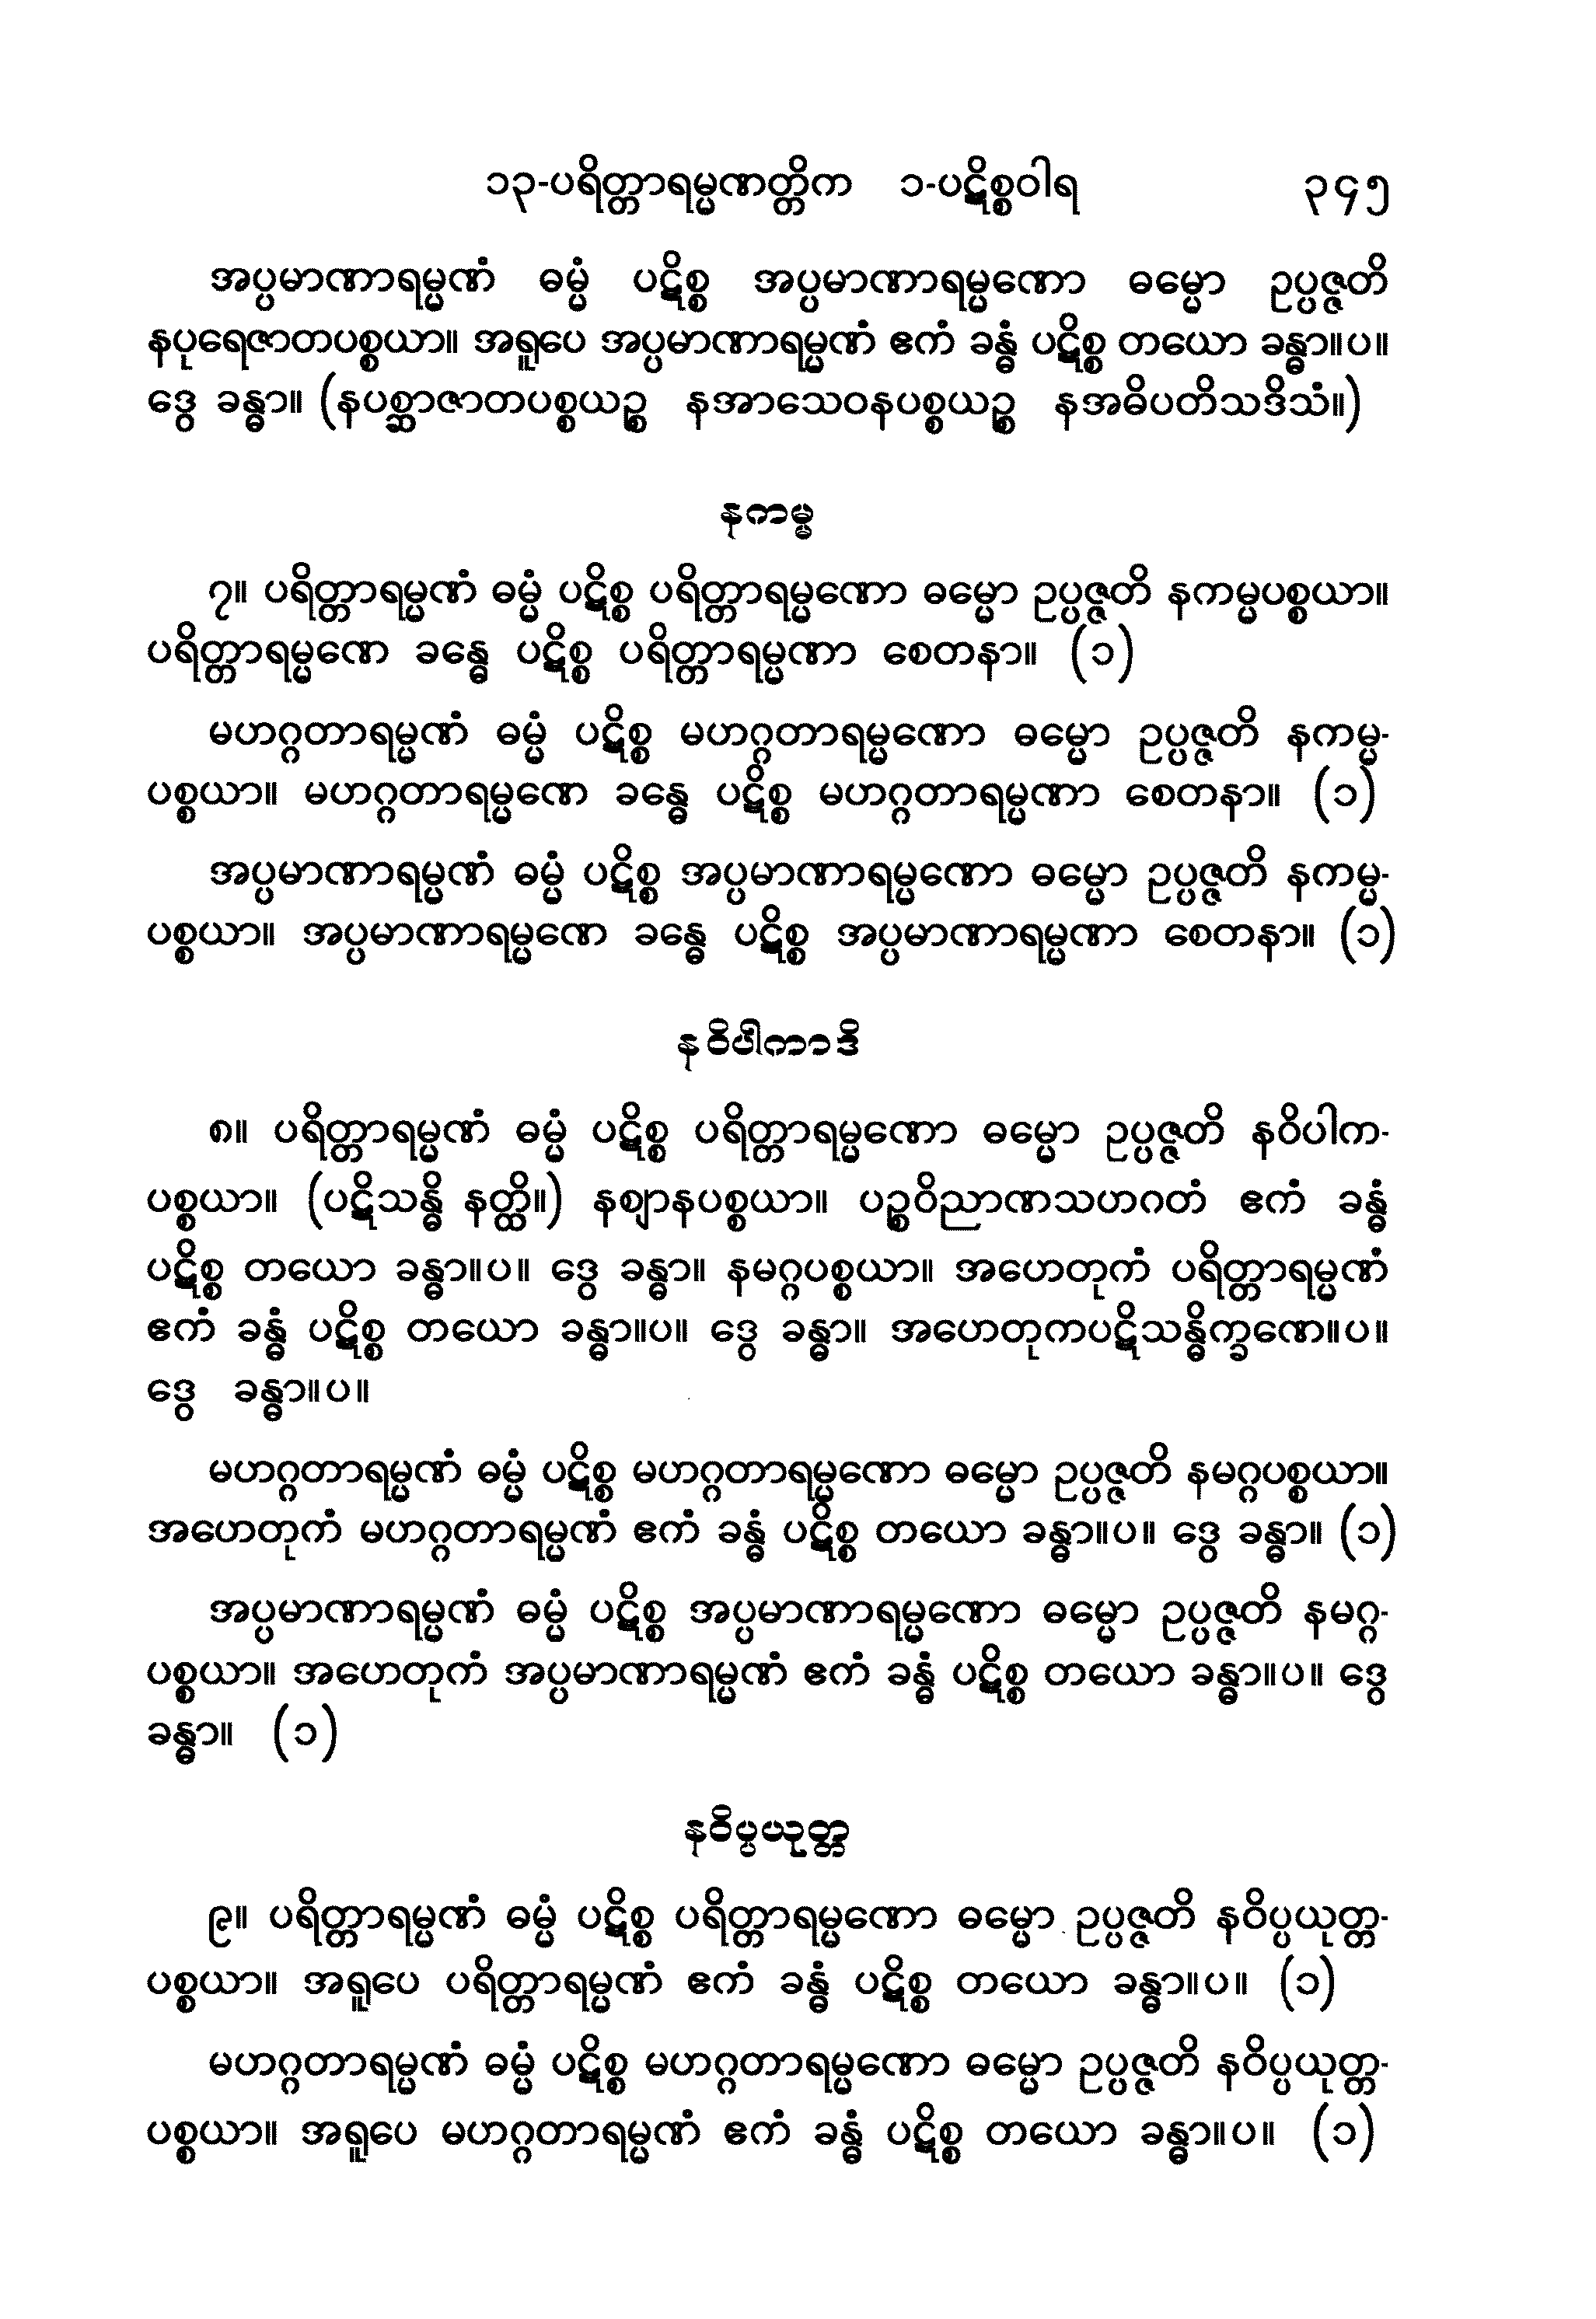 ၁၃-ပရိတ္တာရမ္မဏတ္တိက ၁-ပဋိစ္စဝါရ ၃၄၅
အပ္ပမာဏာရမ္မဏံ ဓမ္မံ ပဋိစ္စ အပ္ပမာဏာရမ္မဏော ဓမ္မော ဥပ္ပဇ္ဇတိ
နပုရေဇာတပစ္စယာ။ အရူပေ အပ္ပမာဏာရမ္မဏံ ဧကံ ခန္ဓံ ပဋိစ္စ တယော ခန္ဓာ။ပ။
ဒွေ ခန္ဓာ။ (နပစ္ဆာဇာတပစ္စယဉ္စ နအာသေဝနပစ္စယဉ္စ နအဓိပတိသဒိသံ။)
နကမ္မ
၇။ ပရိတ္တာရမ္မဏံ ဓမ္မံ ပဋိစ္စ ပရိတ္တာရမ္မဏော ဓမ္မော ဥပ္ပဇ္ဇတိ နကမ္မပစ္စယာ။
ပရိတ္တာရမ္မဏေ ခန္ဓေ ပဋိစ္စ ပရိတ္တာရမ္မဏာ စေတနာ။ (၁)
မဟဂ္ဂတာရမ္မဏံ ဓမ္မံ ပဋိစ္စ မဟဂ္ဂတာရမ္မဏော ဓမ္မော ဥပ္ပဇ္ဇတိ နကမ္မ-
ပစ္စယာ။ မဟဂ္ဂတာရမ္မဏေ ခန္ဓေ ပဋိစ္စ မဟဂ္ဂတာရမ္မဏာ စေတနာ။ (၁)
အပ္ပမာဏာရမ္မဏံ ဓမ္မံ ပဋိစ္စ အပ္ပမာဏာရမ္မဏော ဓမ္မော ဥပ္ပဇ္ဇတိ နကမ္မ-
ပစ္စယာ။ အပ္ပမာဏာရမ္မဏေ ခန္ဓေ ပဋိစ္စ အပ္ပမာဏာရမ္မဏာ စေတနာ။ (၁)
နဝိပါကာဒိ
၈။ ပရိတ္တာရမ္မဏံ ဓမ္မံ ပဋိစ္စ ပရိတ္တာရမ္မဏော ဓမ္မော ဥပ္ပဇ္ဇတိ နဝိပါက-
ပစ္စယာ။ (ပဋိသန္ဓိ နတ္ထိ။) နဈာနပစ္စယာ။ ပဉ္စဝိညာဏသဟဂတံ ဧကံ ခန္ဓံ
ပဋိစ္စ တယော ခန္ဓာ။ပ။ ဒွေ ခန္ဓာ။ နမဂ္ဂပစ္စယာ။ အဟေတုကံ ပရိတ္တာရမ္မဏံ
ဧကံ ခန္ဓံ ပဋိစ္စ တယော ခန္ဓာ။ပ။ ဒွေ ခန္ဓာ။ အဟေတုကပဋိသန္ဓိက္ခဏေ။ပ။
ဒွေ ခန္ဓာ။ပ။
မဟဂ္ဂတာရမ္မဏံ ဓမ္မံ ပဋိစ္စ မဟဂ္ဂတာရမ္မဏော ဓမ္မော ဥပ္ပဇ္ဇတိ နမဂ္ဂပစ္စယာ။
အဟေတုကံ မဟဂ္ဂတာရမ္မဏံ ဧကံ ခန္ဓံ ပဋိစ္စ တယော ခန္ဓာ။ပ။ ဒွေ ခန္ဓာ။ (၁)
အပ္ပမာဏာရမ္မဏံ ဓမ္မံ ပဋိစ္စ အပ္ပမာဏာရမ္မဏော ဓမ္မော ဥပ္ပဇ္ဇတိ နမဂ္ဂ-
ပစ္စယာ။ အဟေတုကံ အပ္ပမာဏာရမ္မဏံ ဧကံ ခန္ဓံ ပဋိစ္စ တယော ခန္ဓာ။ပ။ ဒွေ
ခန္ဓာ။ (၁)
နဝိပ္ပယုတ္တ
၉။ ပရိတ္တာရမ္မဏံ ဓမ္မံ ပဋိစ္စ ပရိတ္တာရမ္မဏော ဓမ္မော ဥပ္ပဇ္ဇတိ နဝိပ္ပယုတ္တ-
ပစ္စယာ။ အရူပေ ပရိတ္တာရမ္မဏံ ဧကံ ခန္ဓံ ပဋိစ္စ တယော ခန္ဓာ။ပ။ (၁)
မဟဂ္ဂတာရမ္မဏံ ဓမ္မံ ပဋိစ္စ မဟဂ္ဂတာရမ္မဏော ဓမ္မော ဥပ္ပဇ္ဇတိ နဝိပ္ပယုတ္တ-
ပစ္စယာ။ အရူပေ မဟဂ္ဂတာရမ္မဏံ ဧကံ ခန္ဓံ ပဋိစ္စ တယော ခန္ဓာ။ပ။ (၁)